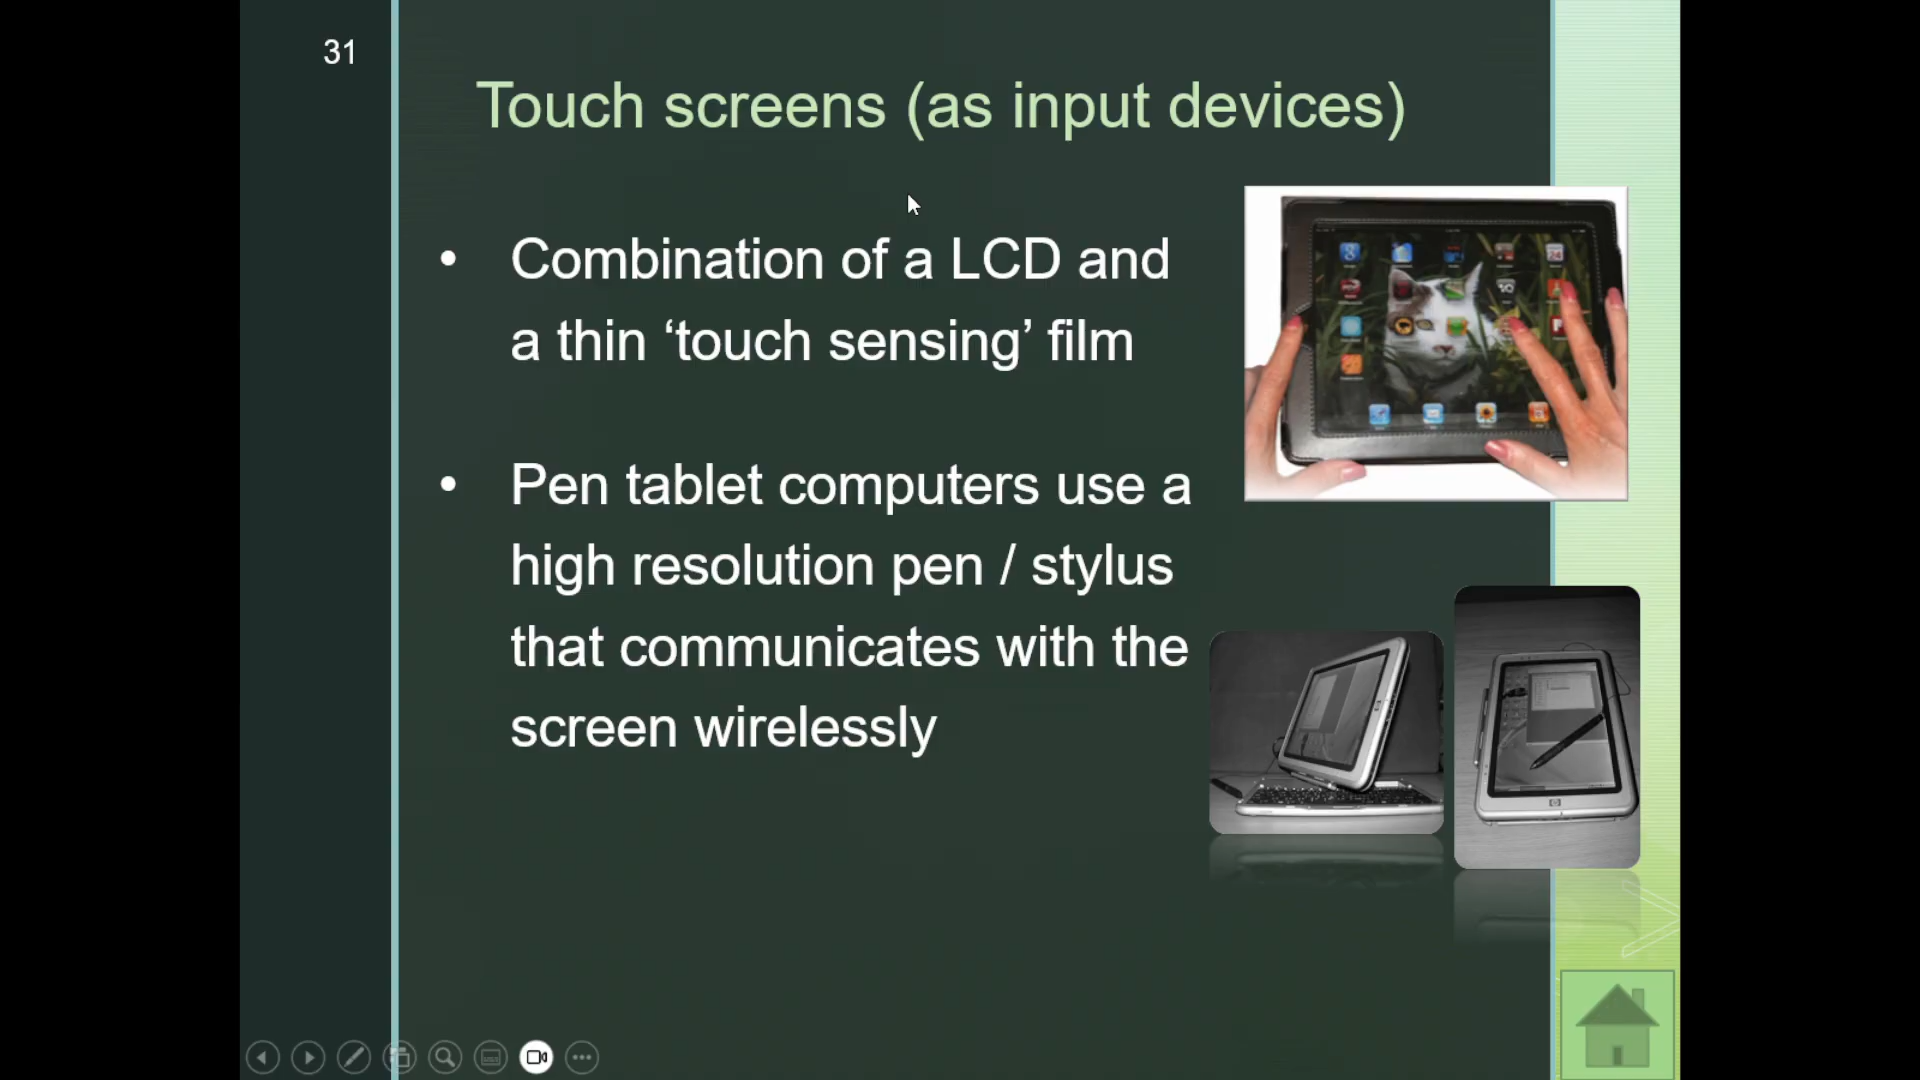 31
Touch screens (as input devices)
• Combination of a LCD and
a thin ‘touch sensing’ film
• Pen tablet computers use a
high resolution pen / stylus
that communicates with the
screen wirelessly